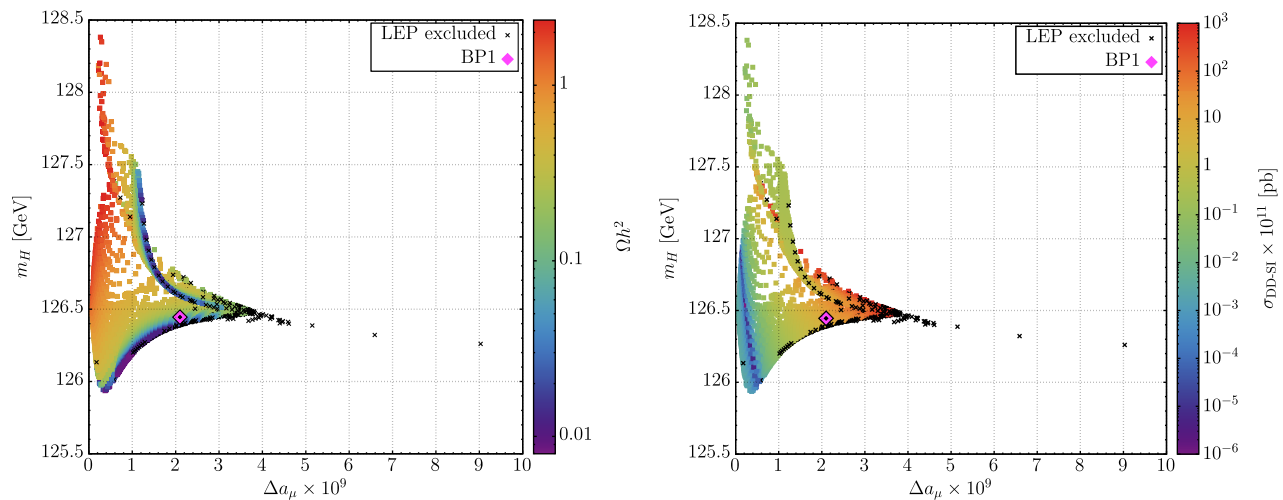 128.5
128
127.5
127
126.5
126
125.5
m_H [GeV]
0 1 2 3 4 5 6 7 8 9 10
Δa_μ × 10^9
LEP excluded
BP1
1
0.1
0.01
Ωh^2
128.5
128
127.5
127
126.5
126
125.5
m_H [GeV]
0 1 2 3 4 5 6 7 8 9 10
Δa_μ × 10^9
LEP excluded
BP1
10^3
10^2
10^1
1
10^−1
10^−2
10^−3
10^−4
10^−5
10^−6
σ_DD-SI × 10^11 [pb]